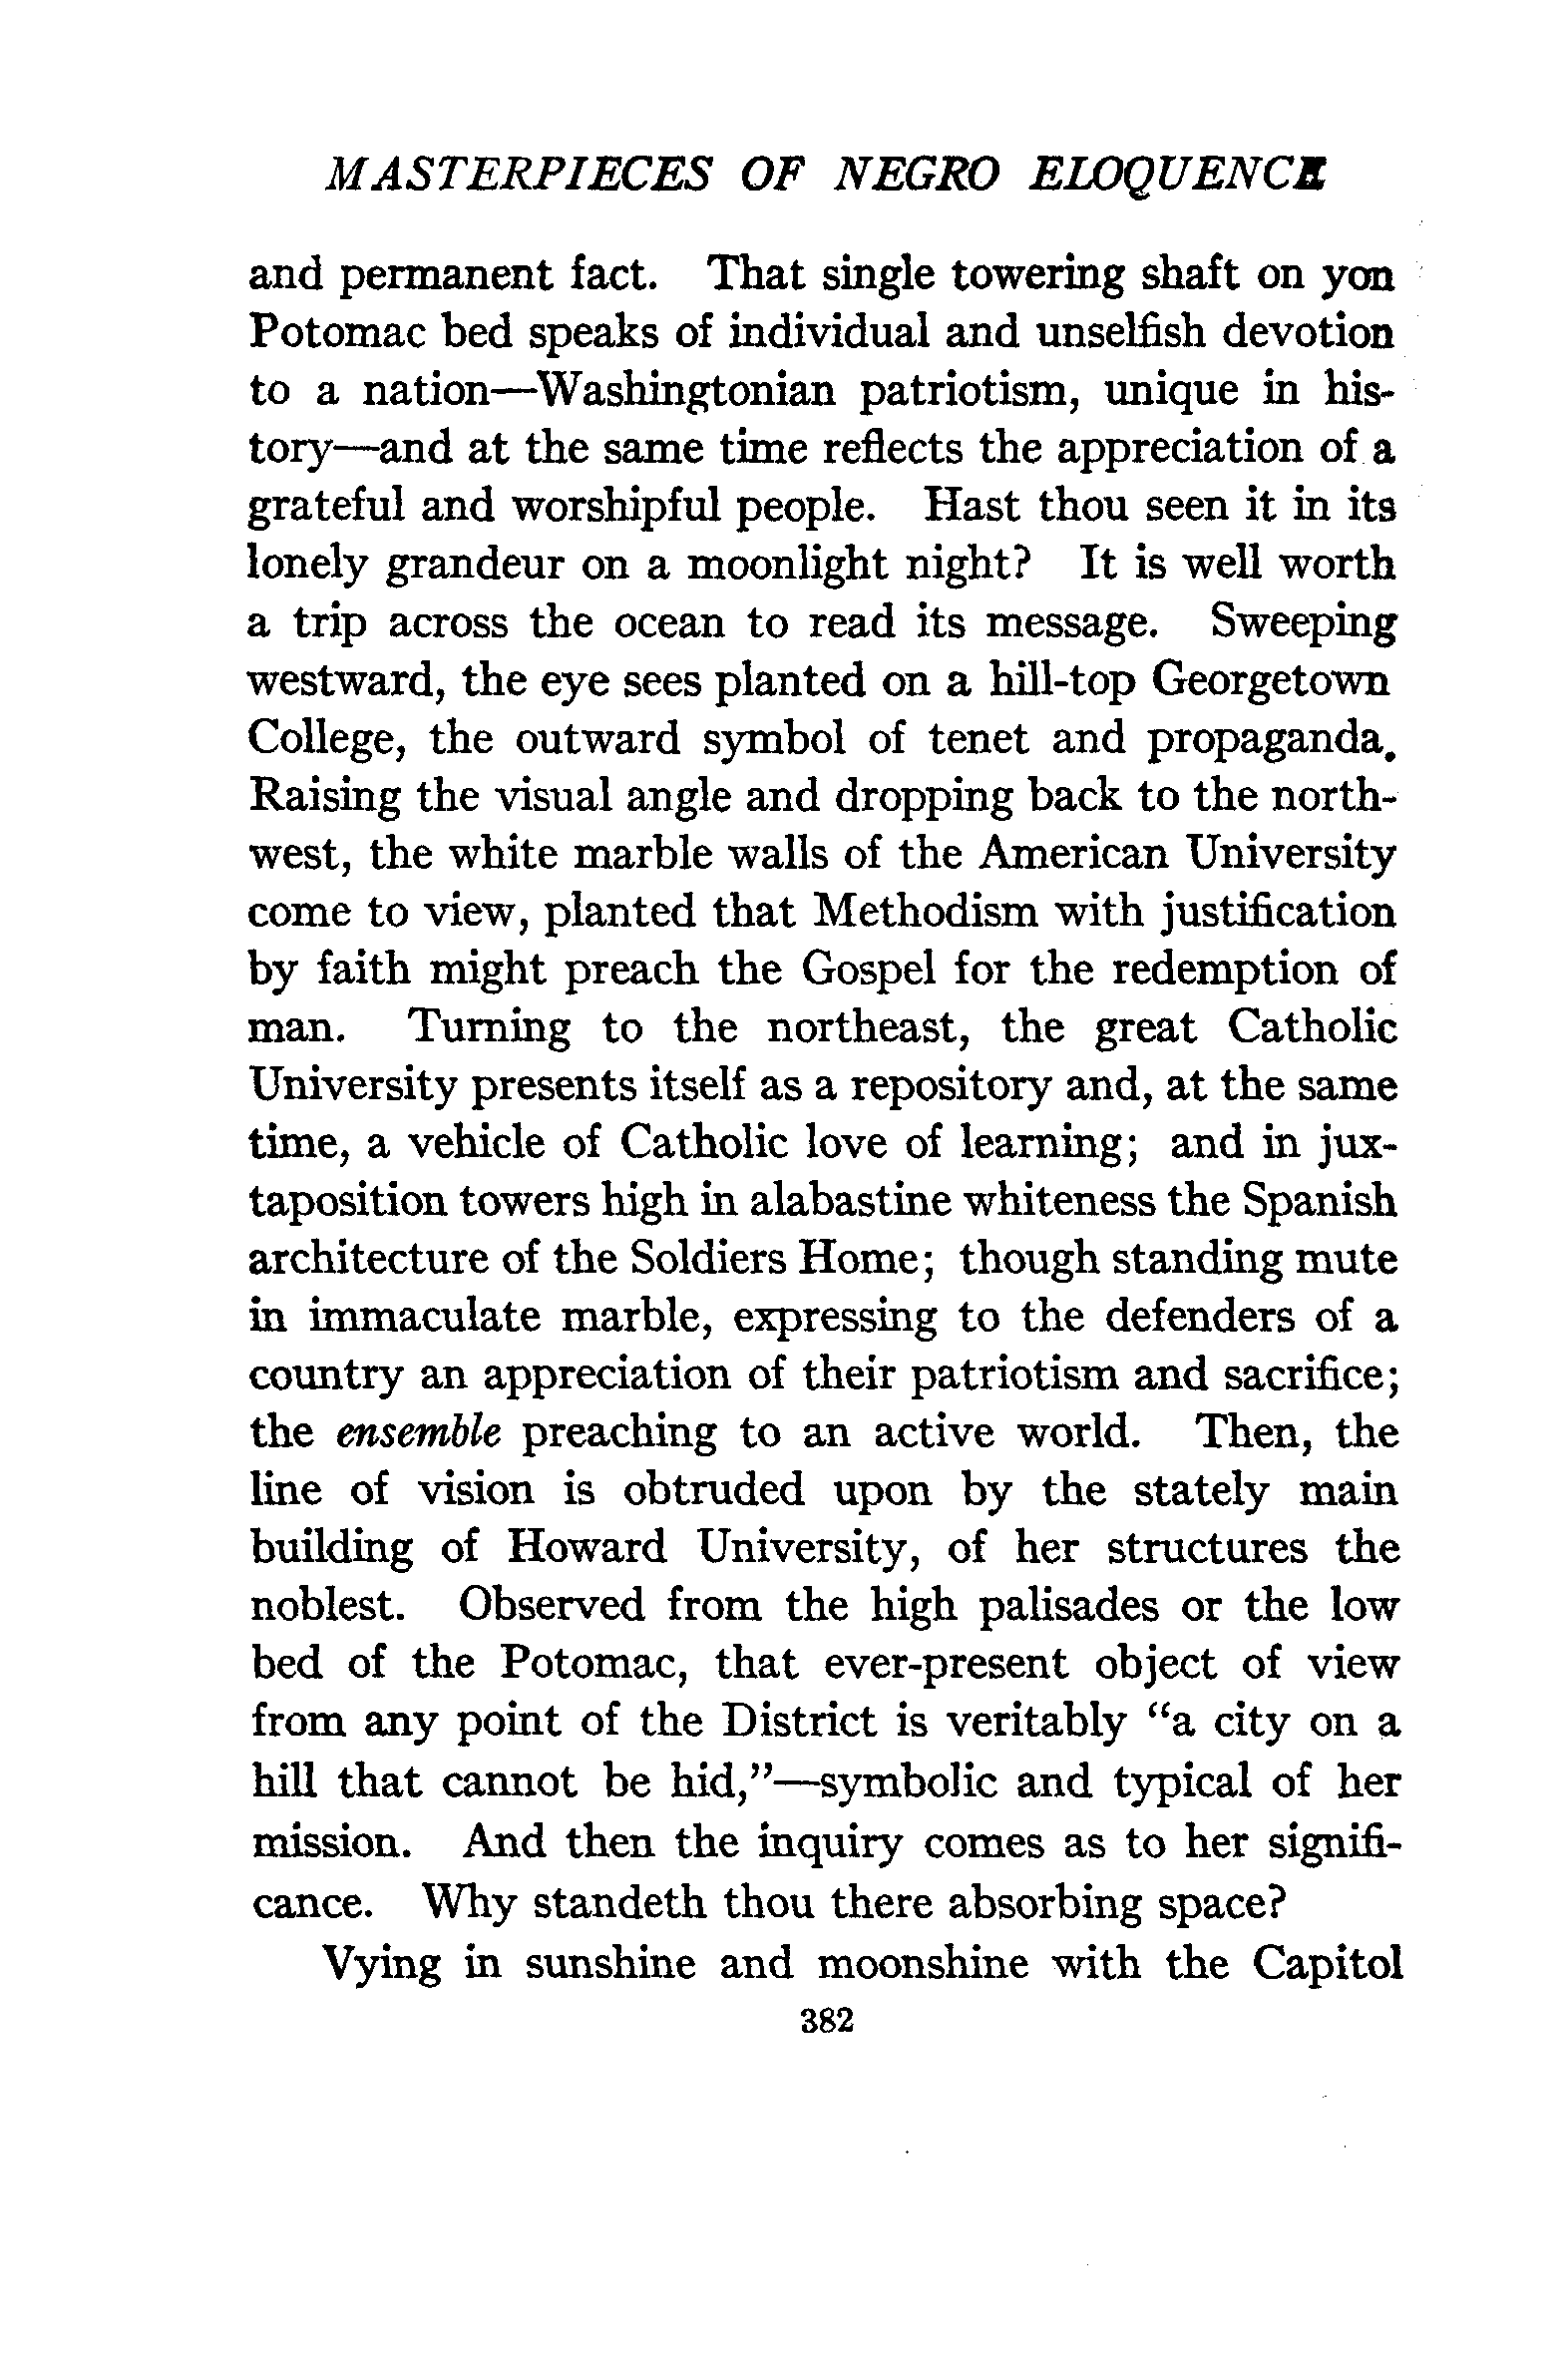 MASTERPIECES OF NEGRO ELOQUENCE
and permanent fact. That single towering shaft on yon
Potomac bed speaks of individual and unselfish devotion
to a nation—Washingtonian patriotism, unique in his-
tory—and at the same time reflects the appreciation of a
grateful and worshipful people. Hast thou seen it in its
lonely grandeur on a moonlight night? It is well worth
a trip across the ocean to read its message. Sweeping
westward, the eye sees planted on a hill-top Georgetown
College, the outward symbol of tenet and propaganda.
Raising the visual angle and dropping back to the north-
west, the white marble walls of the American University
come to view, planted that Methodism with justification
by faith might preach the Gospel for the redemption of
man. Turning to the northeast, the great Catholic
University presents itself as a repository and, at the same
time, a vehicle of Catholic love of learning; and in jux-
taposition towers high in alabastine whiteness the Spanish
architecture of the Soldiers Home; though standing mute
in immaculate marble, expressing to the defenders of a
country an appreciation of their patriotism and sacrifice;
the ensemble preaching to an active world. Then, the
line of vision is obtruded upon by the stately main
building of Howard University, of her structures the
noblest. Observed from the high palisades or the low
bed of the Potomac, that ever-present object of view
from any point of the District is veritably “a city on a
hill that cannot be hid,”—symbolic and typical of her
mission. And then the inquiry comes as to her signifi-
cance. Why standeth thou there absorbing space?
Vying in sunshine and moonshine with the Capitol
382